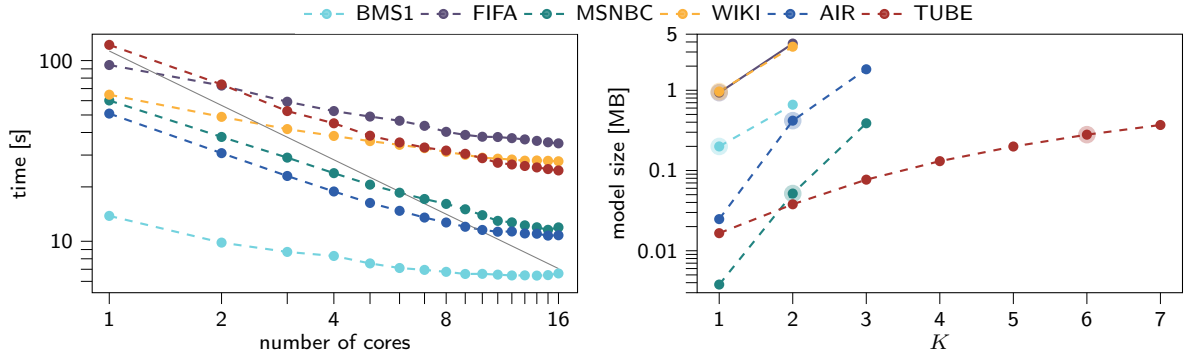 BMS1 FIFA MSNBC WIKI AIR TUBE
time [s]
100
10
1 2 4 8 16
number of cores
model size [MB]
5
1
0.1
0.01
1 2 3 4 5 6 7
K